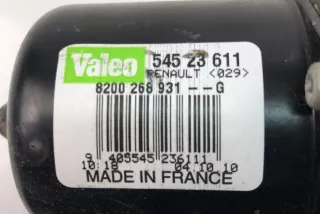 Valeo 545 23 611
RENAULT <029>
8200 268 931 --G
9 405545 236111
10:18 04 10 10
MADE IN FRANCE